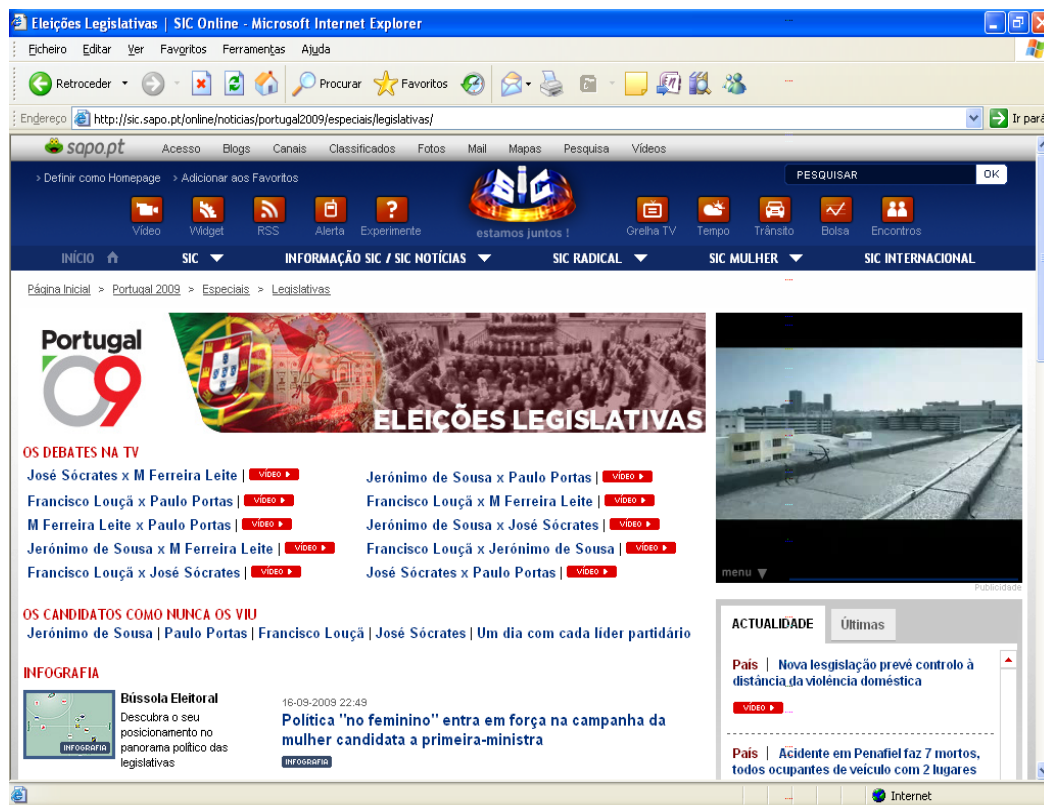 Eleições Legislativas | SIC Online - Microsoft Internet Explorer
Ficheiro Editar Ver Favoritos Ferramentas Ajuda
Retroceder Procurar Favoritos
Endereço http://sic.sapo.pt/online/noticias/portugal2009/especiais/legislativas/ Ir pará
sapo.pt Acesso Blogs Canais Classificados Fotos Mail Mapas Pesquisa Vídeos
> Definir como Homepage > Adicionar aos Favoritos SIC PESQUISAR OK
Vídeo Widget RSS Alerta Experimente estamos juntos ! Grelha TV Tempo Trânsito Bolsa Encontros
INÍCIO SIC INFORMAÇÃO SIC / SIC NOTÍCIAS SIC RADICAL SIC MULHER SIC INTERNACIONAL
Página Inicial > Portugal 2009 > Especiais > Legislativas
Portugal
09
ELEIÇÕES LEGISLATIVAS
OS DEBATES NA TV
José Sócrates x M Ferreira Leite | VÍDEO
Francisco Louçã x Paulo Portas | VÍDEO
M Ferreira Leite x Paulo Portas | VÍDEO
Jerónimo de Sousa x M Ferreira Leite | VÍDEO
Francisco Louçã x José Sócrates | VÍDEO
Jerónimo de Sousa x Paulo Portas | VÍDEO
Francisco Louçã x M Ferreira Leite | VÍDEO
Jerónimo de Sousa x José Sócrates | VÍDEO
Francisco Louçã x Jerónimo de Sousa | VÍDEO
José Sócrates x Paulo Portas | VÍDEO
OS CANDIDATOS COMO NUNCA OS VIU
Jerónimo de Sousa | Paulo Portas | Francisco Louçã | José Sócrates | Um dia com cada líder partidário
INFOGRAFIA
INFOGRAFIA
Bússola Eleitoral
Descubra o seu
posicionamento no
panorama político das
legislativas
16-09-2009 22:49
Política "no feminino" entra em força na campanha da
mulher candidata a primeira-ministra
INFOGRAFIA
menu
Publicidade
ACTUALIDADE Últimas
País | Nova lesgislação prevé controlo à
distância da violência doméstica
VÍDEO
País | Acidente em Penafiel faz 7 mortos,
todos ocupantes de veículo com 2 lugares
Internet